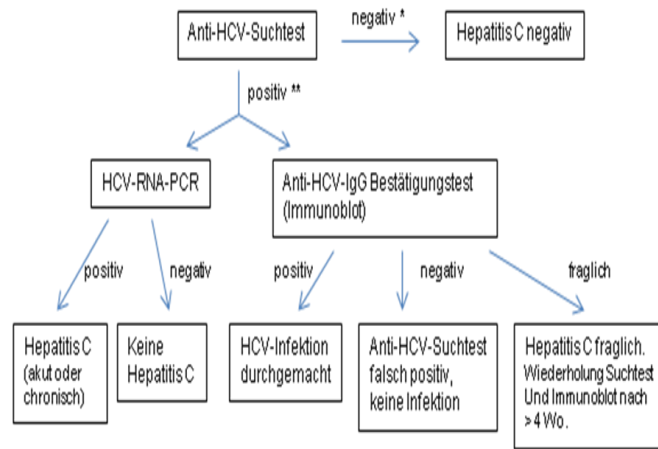 Anti-HCV-Suchtest
negativ *
Hepatitis C negativ
positiv **
HCV-RNA-PCR
Anti-HCV-IgG Bestätigungstest
(Immunoblot)
positiv
negativ
positiv
negativ
fraglich
Hepatitis C
(akut oder
chronisch)
Keine
Hepatitis C
HCV-Infektion
durchgemacht
Anti-HCV-Suchtest
falsch positiv,
keine Infektion
Hepatitis C fraglich.
Wiederholung Suchtest
Und Immunoblot nach
>4 Wo.